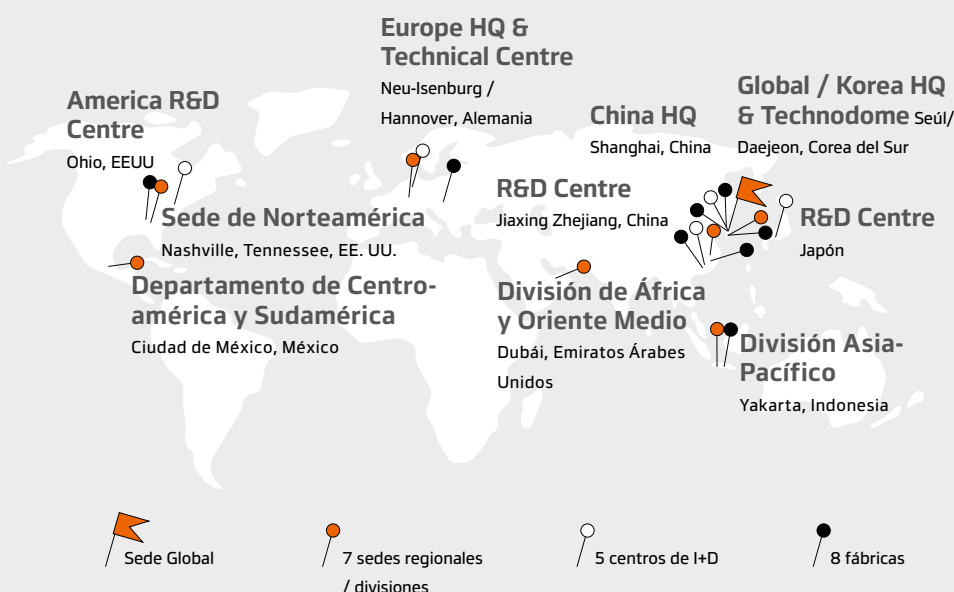 Europe HQ &
Technical Centre
Neu-Isenburg /
Hannover, Alemania
America R&D
Centre
Ohio, EEUU
China HQ
Shanghai, China
Global / Korea HQ
& Technodome Seúl/
Daejeon, Corea del Sur
R&D Centre
Jiaxing Zhejiang, China
Sede de Norteamérica
Nashville, Tennessee, EE. UU.
R&D Centre
Japón
Departamento de Centro-
américa y Sudamérica
Ciudad de México, México
División de África
y Oriente Medio
Dubái, Emiratos Árabes
Unidos
División Asia-
Pacífico
Yakarta, Indonesia
Sede Global
7 sedes regionales
/ divisiones
5 centros de I+D
8 fábricas